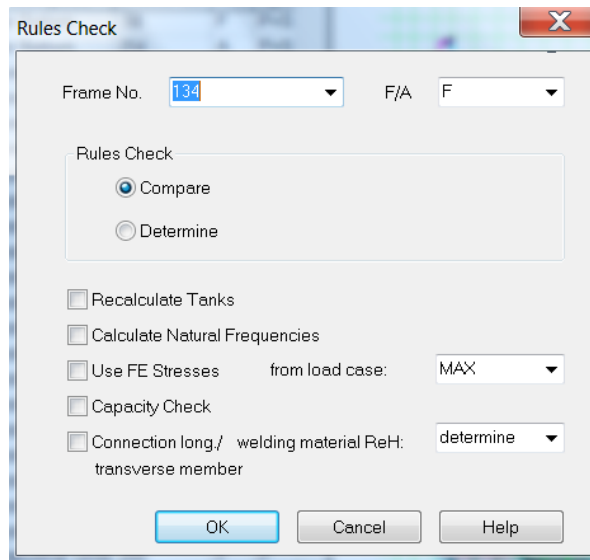 Rules Check
Frame No. 134 F/A F
Rules Check
Compare
Determine
Recalculate Tanks
Calculate Natural Frequencies
Use FE Stresses from load case: MAX
Capacity Check
Connection long./ welding material ReH: determine
transverse member
OK Cancel Help